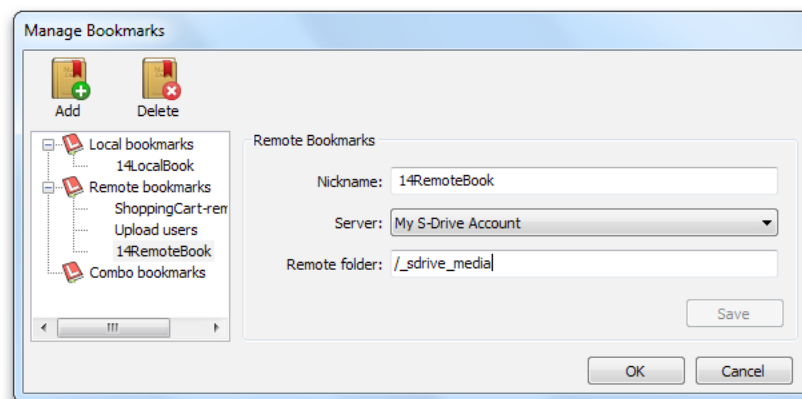 Manage Bookmarks
Add
Delete
Local bookmarks
14LocalBook
Remote bookmarks
ShoppingCart-rem
Upload users
14RemoteBook
Combo bookmarks
Remote Bookmarks
Nickname: 14RemoteBook
Server: My S-Drive Account
Remote folder: /_sdrive_media
Save
OK
Cancel